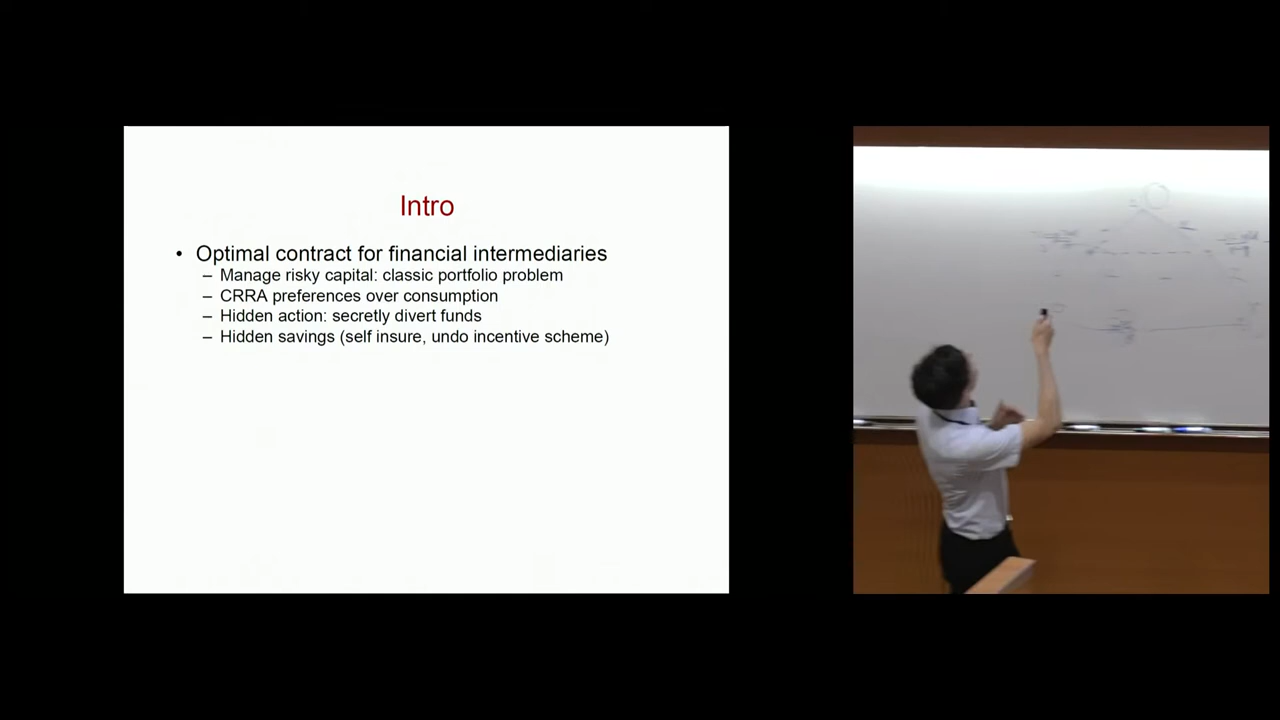 Intro
• Optimal contract for financial intermediaries
– Manage risky capital: classic portfolio problem
– CRRA preferences over consumption
– Hidden action: secretly divert funds
– Hidden savings (self insure, undo incentive scheme)